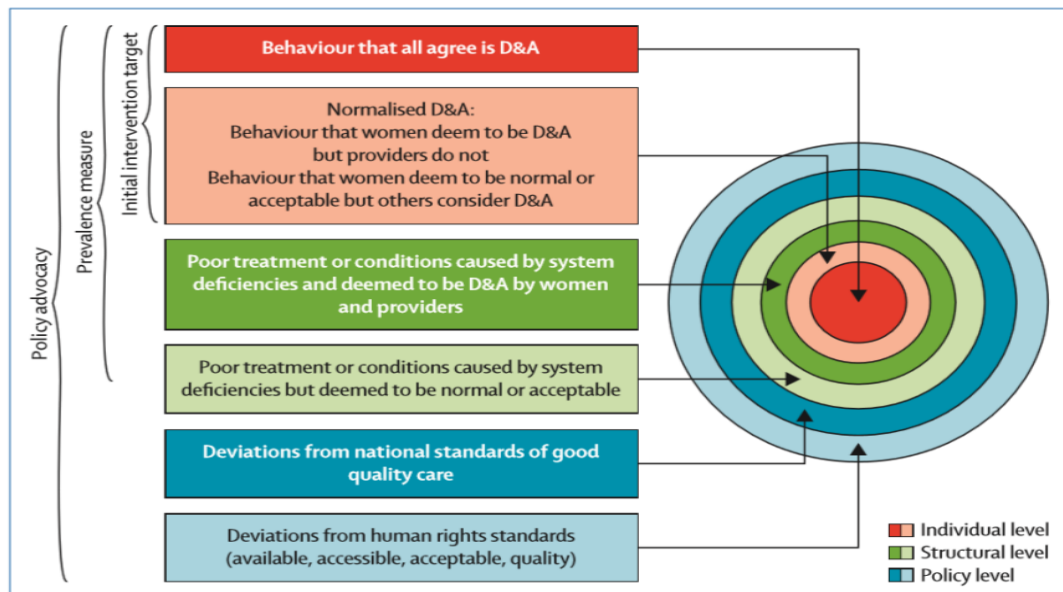 Policy advocacy
Prevalence measure
Initial intervention target
Behaviour that all agree is D&A
Normalised D&A:
Behaviour that women deem to be D&A
but providers do not
Behaviour that women deem to be normal or
acceptable but others consider D&A
Poor treatment or conditions caused by system
deficiencies and deemed to be D&A by women
and providers
Poor treatment or conditions caused by system
deficiencies but deemed to be normal or acceptable
Deviations from national standards of good
quality care
Deviations from human rights standards
(available, accessible, acceptable, quality)
Individual level
Structural level
Policy level